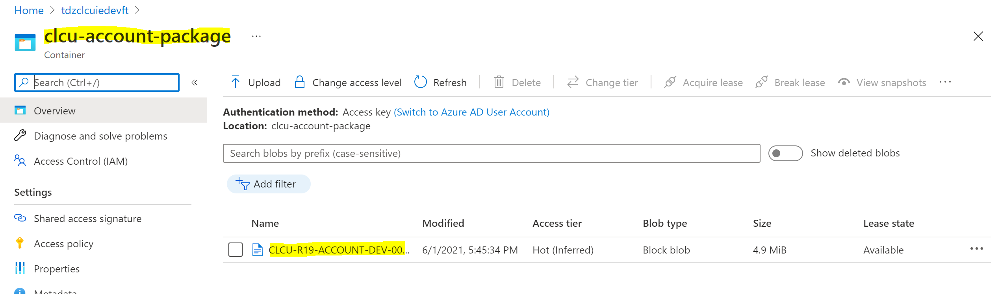 Home > tdzclcuiedevft >
clcu-account-package ...
Container
Search (Ctrl+/) «
Overview
Diagnose and solve problems
Access Control (IAM)
Settings
Shared access signature
Access policy
Properties
Metadata
Upload Change access level Refresh | Delete | Change tier | Acquire lease Break lease View snapshots ...
Authentication method: Access key (Switch to Azure AD User Account)
Location: clcu-account-package
Search blobs by prefix (case-sensitive) Show deleted blobs
Add filter
Name Modified Access tier Blob type Size Lease state
CLCU-R19-ACCOUNT-DEV-00... 6/1/2021, 5:45:34 PM Hot (Inferred) Block blob 4.9 MiB Available ...